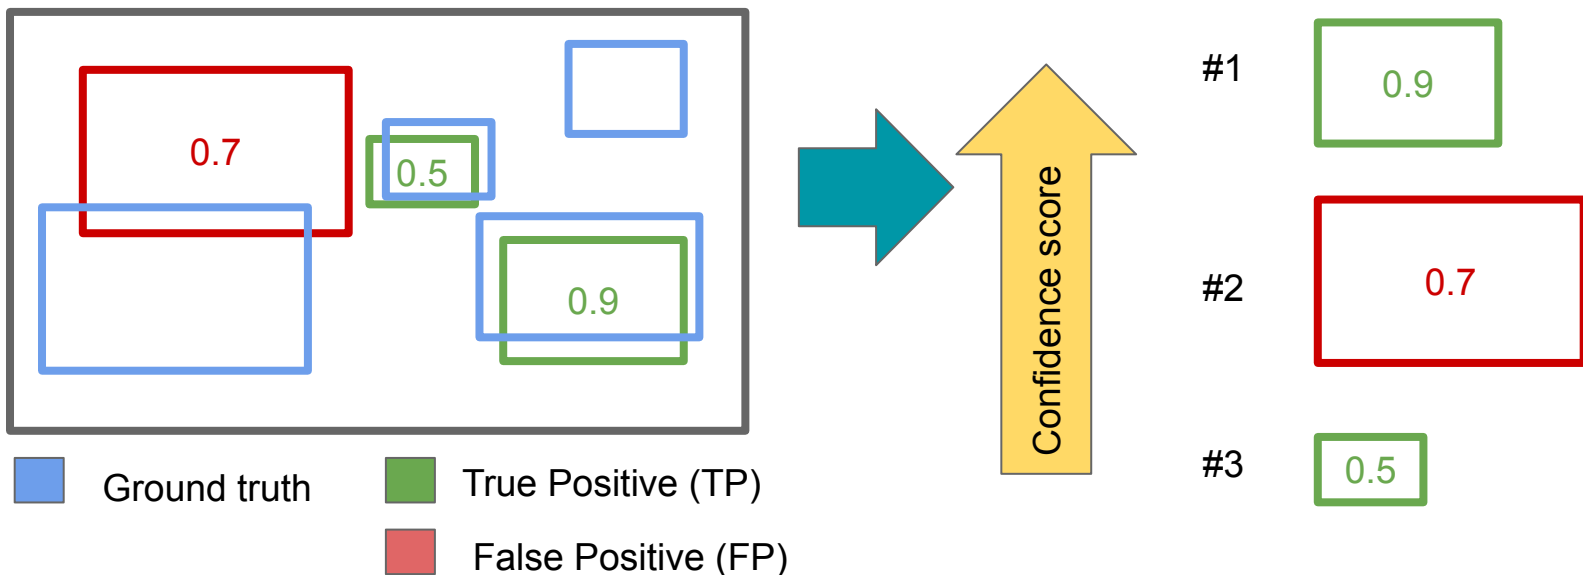 0.7
0.5
0.9
Ground truth
True Positive (TP)
False Positive (FP)
Confidence score
#1
0.9
#2
0.7
#3
0.5